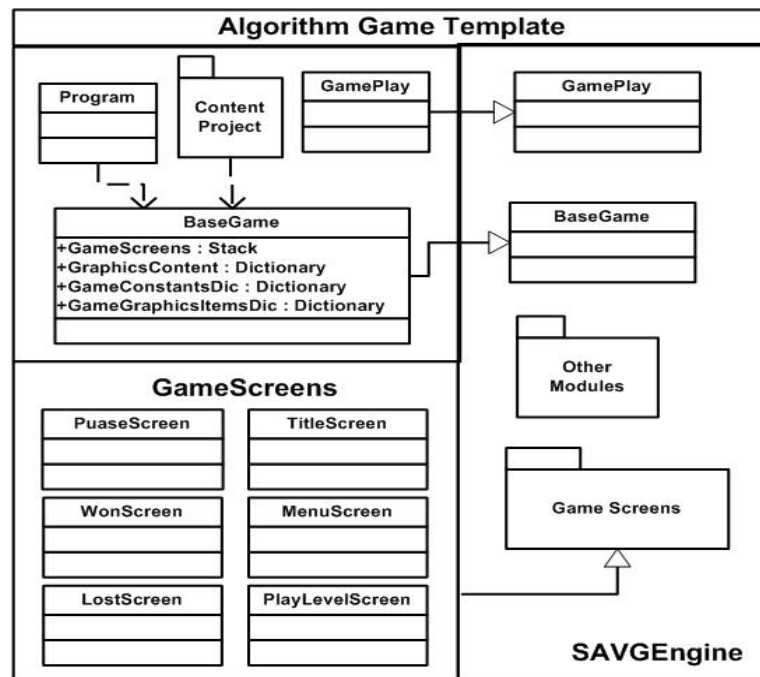 Algorithm Game Template
Program
Content
Project
GamePlay
BaseGame
+GameScreens : Stack
+GraphicsContent : Dictionary
+GameConstantsDic : Dictionary
+GameGraphicsItemsDic : Dictionary
GameScreens
PuaseScreen
TitleScreen
WonScreen
MenuScreen
LostScreen
PlayLevelScreen
GamePlay
BaseGame
Other
Modules
Game Screens
SAVGEngine